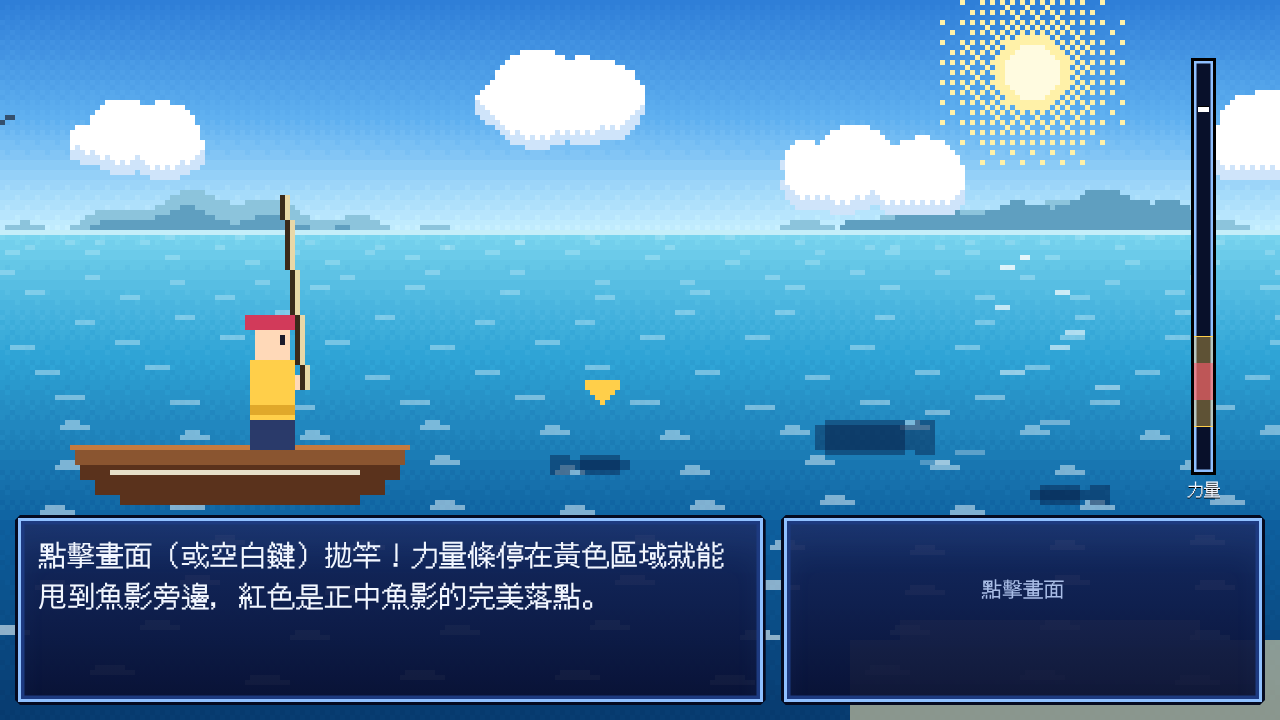 力量
點擊畫面（或空白鍵）拋竿！力量條停在黃色區域就能
甩到魚影旁邊，紅色是正中魚影的完美落點。
點擊畫面